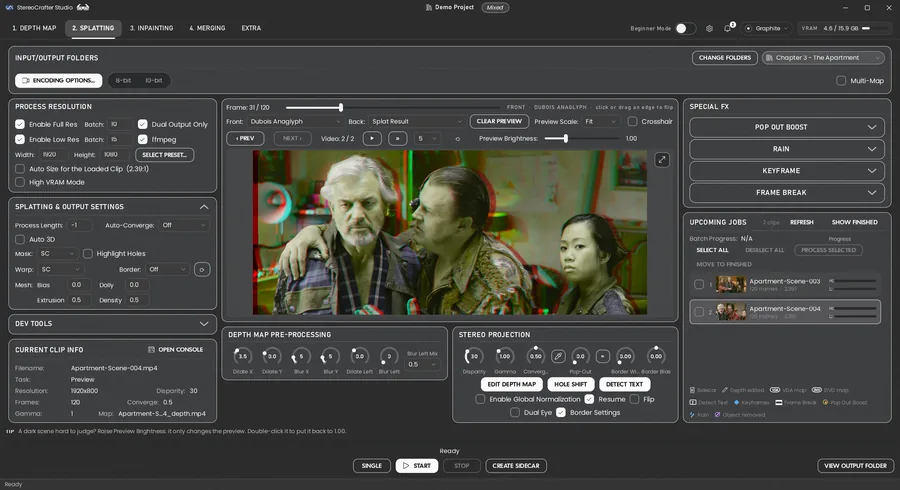 StereoCrafter Studio
Demo Project
Mixed
1. DEPTH MAP
2. SPLATTING
3. INPAINTING
4. MERGING
EXTRA
Beginner Mode
2
Graphite
VRAM 4.6 / 15.9 GB
INPUT/OUTPUT FOLDERS
CHANGE FOLDERS
Chapter 3 - The Apartment
ENCODING OPTIONS...
8-bit 10-bit
Multi-Map
PROCESS RESOLUTION
Enable Full Res Batch: 10 Dual Output Only
Enable Low Res Batch: 15 ffmpeg
Width: 1920 Height: 1080 SELECT PRESET...
Auto Size for the Loaded Clip (2.39:1)
High VRAM Mode
SPLATTING & OUTPUT SETTINGS
Process Length: -1 Auto-Converge: Off
Auto 3D
Mask: SC Highlight Holes
Warp: SC Border: Off
Mesh: Bias 0.0 Dolly 0.0
Extrusion 0.5 Density 0.5
DEV TOOLS
CURRENT CLIP INFO OPEN CONSOLE
Filename: Apartment-Scene-004.mp4
Task: Preview
Resolution: 1920x800 Disparity: 30
Frames: 120 Converge: 0.5
Gamma: 1 Map: Apartment-S...4_depth.mp4
Frame: 31 / 120
FRONT · DUBOIS ANAGLYPH · click or drag an edge to flip
Front: Dubois Anaglyph Back: Splat Result CLEAR PREVIEW Preview Scale: Fit Crosshair
‹ PREV NEXT › Video: 2 / 2 5 Preview Brightness: 1.00
DEPTH MAP PRE-PROCESSING
3.5 0.0 5 5 0.0 0
Dilate X Dilate Y Blur X Blur Y Dilate Left Blur Left
Blur Left Mix
0.5
STEREO PROJECTION
30 1.00 0.50 0.0 0.00 0.00
Disparity Gamma Converg... Pop-Out Border Wi... Border Bias
EDIT DEPTH MAP HOLE SHIFT DETECT TEXT
Enable Global Normalization Resume Flip
Dual Eye Border Settings
SPECIAL FX
POP OUT BOOST
RAIN
KEYFRAME
FRAME BREAK
UPCOMING JOBS 2 clips REFRESH SHOW FINISHED
Batch Progress: N/A Progress
SELECT ALL DESELECT ALL PROCESS SELECTED
MOVE TO FINISHED
1 Apartment-Scene-003
2 Apartment-Scene-004
Sidecar Depth edited VDA map DVD map
Detect Text Keyframes Frame Break Pop Out Boost
Rain Object removed
TIP A dark scene hard to judge? Raise Preview Brightness: it only changes the preview. Double-click it to put it back to 1.00.
Ready
SINGLE START STOP CREATE SIDECAR
VIEW OUTPUT FOLDER
Ready